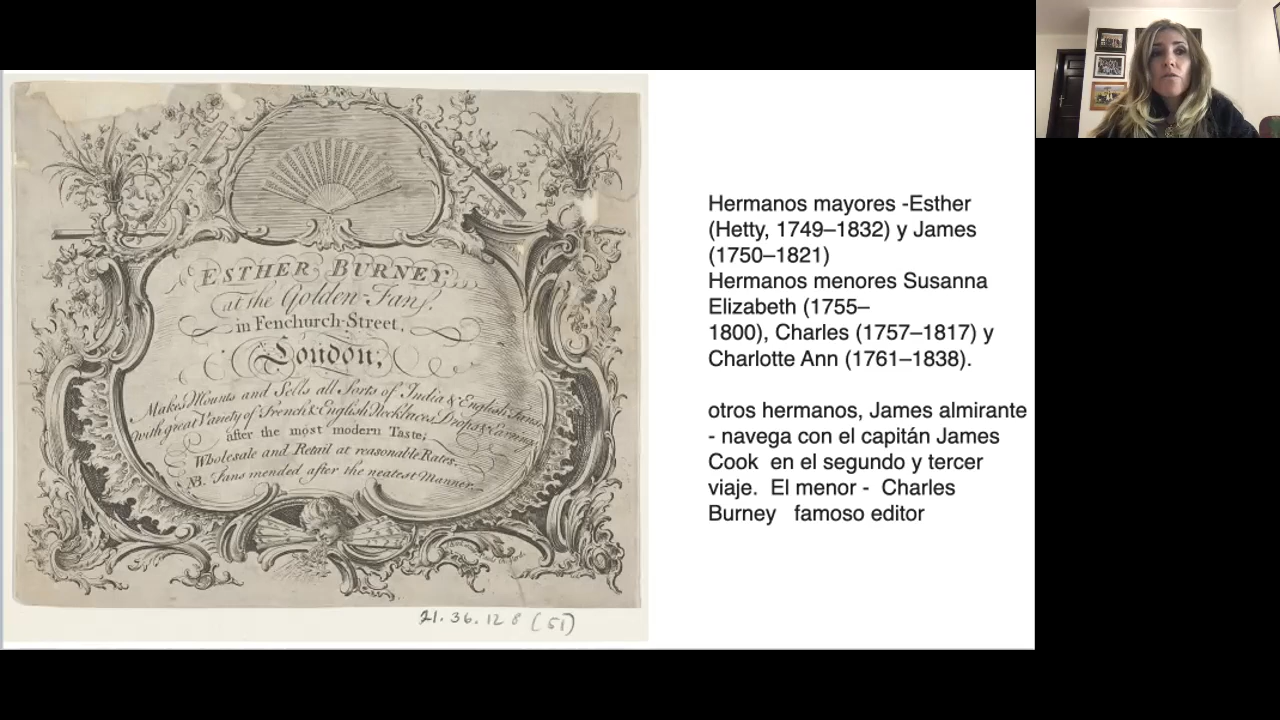 ESTHER BURNEY
at the Golden-Fans.
in Fenchurch-Street,
London;
Makes Mounts and Sells all Sorts of India & English Fans,
with great Variety of French & English Necklaces Drops & Earrings
after the most modern Taste;
Wholesale and Retail at reasonable Rates.
NB. Fans mended after the neatest Manner.
21.36.128 (51)
Hermanos mayores -Esther
(Hetty, 1749–1832) y James
(1750–1821)
Hermanos menores Susanna
Elizabeth (1755–
1800), Charles (1757–1817) y
Charlotte Ann (1761–1838).
otros hermanos, James almirante
- navega con el capitán James
Cook en el segundo y tercer
viaje. El menor - Charles
Burney famoso editor